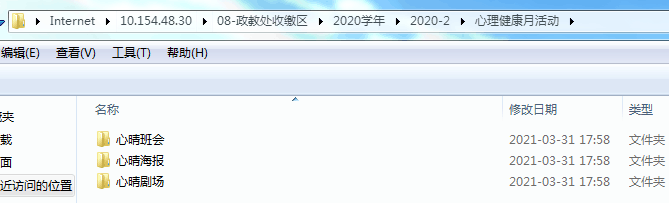 Internet ▸ 10.154.48.30 ▸ 08-政教处收缴区 ▸ 2020学年 ▸ 2020-2 ▸ 心理健康月活动 ▸
编辑(E) 查看(V) 工具(T) 帮助(H)
名称 修改日期 类型
夹
心晴班会 2021-03-31 17:58 文件夹
载
心晴海报 2021-03-31 17:58 文件夹
面
心晴剧场 2021-03-31 17:58 文件夹
近访问的位置